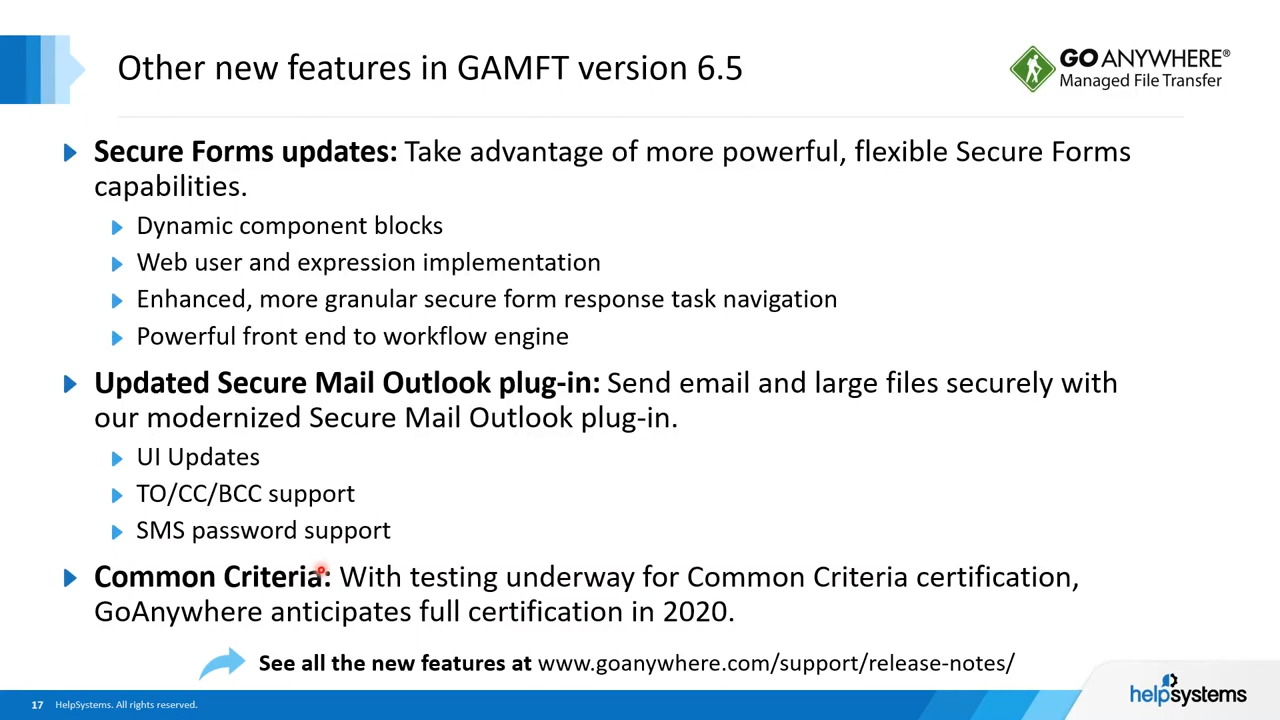 Other new features in GAMFT version 6.5
GO ANYWHERE®
Managed File Transfer
Secure Forms updates: Take advantage of more powerful, flexible Secure Forms
capabilities.
Dynamic component blocks
Web user and expression implementation
Enhanced, more granular secure form response task navigation
Powerful front end to workflow engine
Updated Secure Mail Outlook plug-in: Send email and large files securely with
our modernized Secure Mail Outlook plug-in.
UI Updates
TO/CC/BCC support
SMS password support
Common Criteria: With testing underway for Common Criteria certification,
GoAnywhere anticipates full certification in 2020.
See all the new features at www.goanywhere.com/support/release-notes/
17 HelpSystems. All rights reserved.
helpsystems